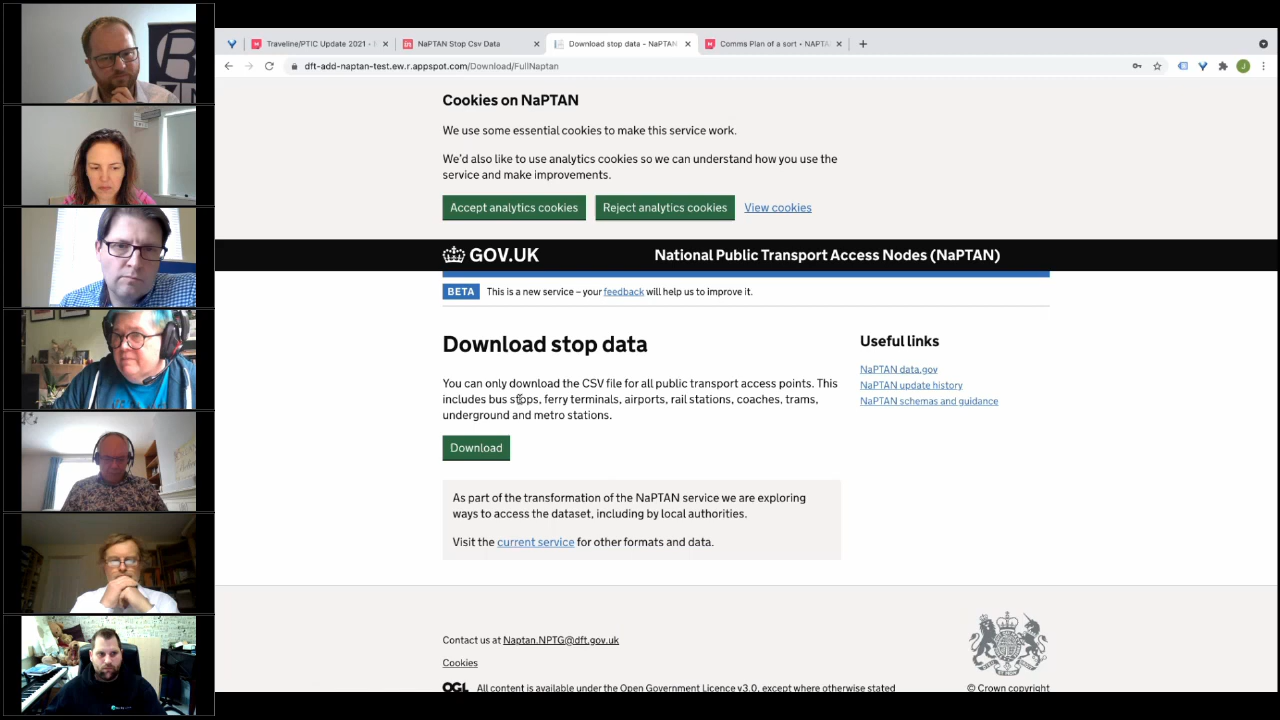 Traveline/PTIC Update 2021 -
NaPTAN Stop Csv Data
Download stop data - NaPTAN
Comms Plan of a sort • NAPTA
dft-add-naptan-test.ew.r.appspot.com/Download/FullNaptan
J
Cookies on NaPTAN
We use some essential cookies to make this service work.
We'd also like to use analytics cookies so we can understand how you use the
service and make improvements.
Accept analytics cookies
Reject analytics cookies
View cookies
GOV.UK
National Public Transport Access Nodes (NaPTAN)
BETA
This is a new service – your feedback will help us to improve it.
Download stop data
You can only download the CSV file for all public transport access points. This
includes bus stops, ferry terminals, airports, rail stations, coaches, trams,
underground and metro stations.
Download
As part of the transformation of the NaPTAN service we are exploring
ways to access the dataset, including by local authorities.
Visit the current service for other formats and data.
Useful links
NaPTAN data.gov
NaPTAN update history
NaPTAN schemas and guidance
Contact us at Naptan.NPTG@dft.gov.uk
Cookies
OGL
All content is available under the Open Government Licence v3.0, except where otherwise stated
© Crown copyright